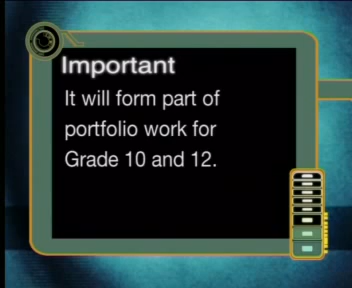 Important
It will form part of
portfolio work for
Grade 10 and 12.